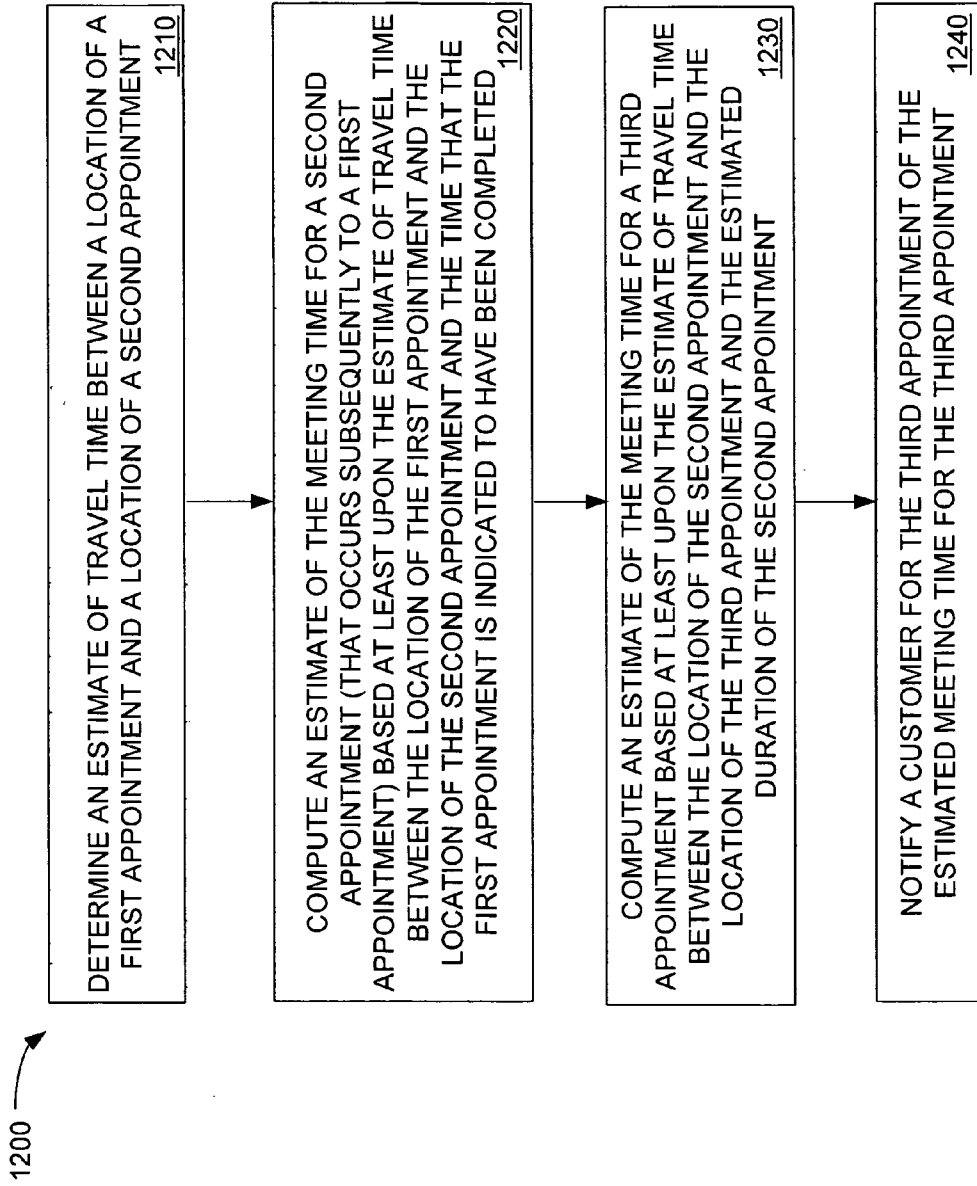 1200
DETERMINE AN ESTIMATE OF TRAVEL TIME BETWEEN A LOCATION OF A
FIRST APPOINTMENT AND A LOCATION OF A SECOND APPOINTMENT
1210
COMPUTE AN ESTIMATE OF THE MEETING TIME FOR A SECOND
APPOINTMENT (THAT OCCURS SUBSEQUENTLY TO A FIRST
APPOINTMENT) BASED AT LEAST UPON THE ESTIMATE OF TRAVEL TIME
BETWEEN THE LOCATION OF THE FIRST APPOINTMENT AND THE
LOCATION OF THE SECOND APPOINTMENT AND THE TIME THAT THE
FIRST APPOINTMENT IS INDICATED TO HAVE BEEN COMPLETED
1220
COMPUTE AN ESTIMATE OF THE MEETING TIME FOR A THIRD
APPOINTMENT BASED AT LEAST UPON THE ESTIMATE OF TRAVEL TIME
BETWEEN THE LOCATION OF THE SECOND APPOINTMENT AND THE
LOCATION OF THE THIRD APPOINTMENT AND THE ESTIMATED
DURATION OF THE SECOND APPOINTMENT
1230
NOTIFY A CUSTOMER FOR THE THIRD APPOINTMENT OF THE
ESTIMATED MEETING TIME FOR THE THIRD APPOINTMENT
1240